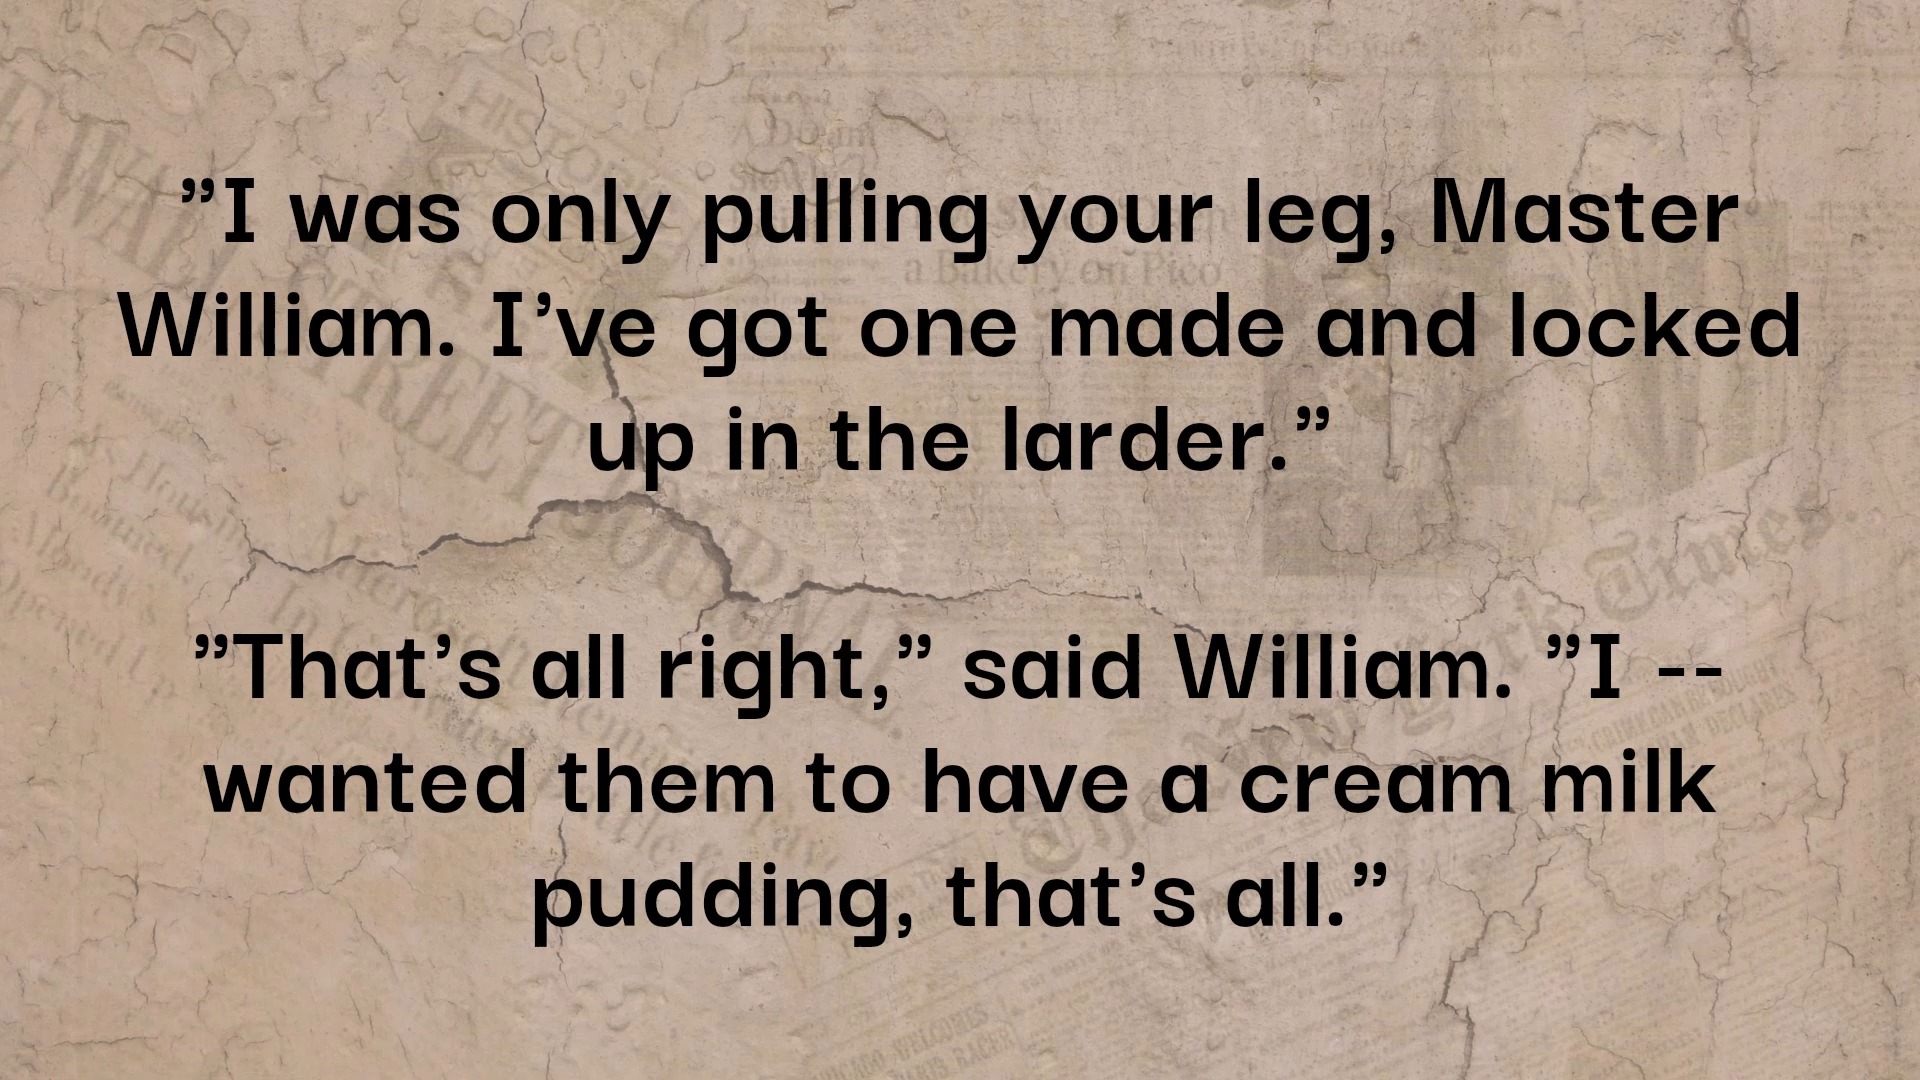 ”I was only pulling your leg, Master
William. I’ve got one made and locked
up in the larder.”
”That’s all right,” said William. ”I --
wanted them to have a cream milk
pudding, that’s all.”